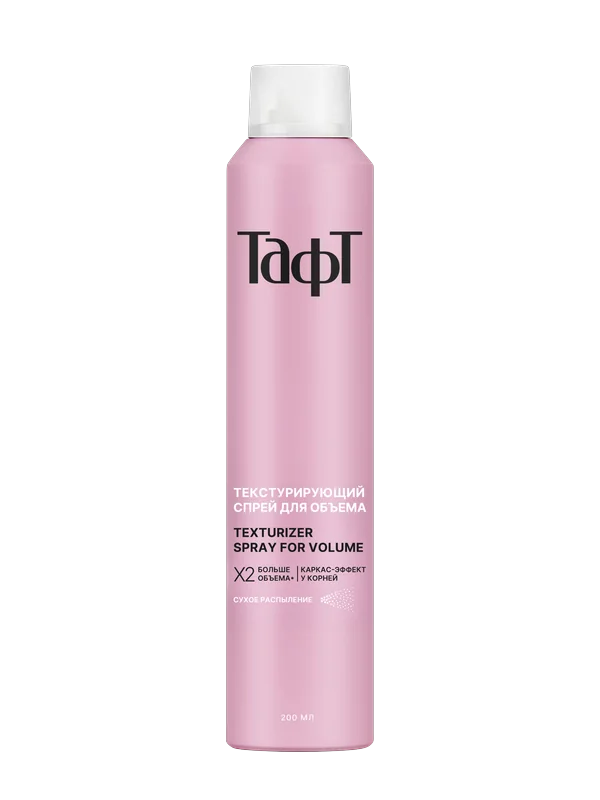 Тафт
ТЕКСТУРИРУЮЩИЙ
СПРЕЙ ДЛЯ ОБЪЕМА
TEXTURIZER
SPRAY FOR VOLUME
X2 БОЛЬШЕ ОБЪЕМА* | КАРКАС-ЭФФЕКТ У КОРНЕЙ
СУХОЕ РАСПЫЛЕНИЕ
200 МЛ